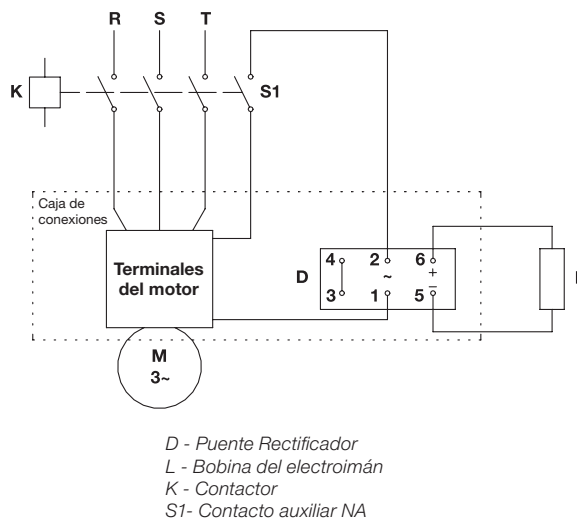 R S T
K
S1
Caja de
conexiones
Terminales
del motor
D
4 2 6
~ +
3 1 5
–
M
3~
D - Puente Rectificador
L - Bobina del electroimán
K - Contactor
S1- Contacto auxiliar NA